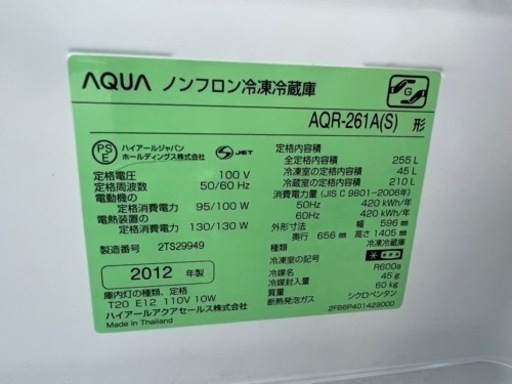 AQUA ノンフロン冷凍冷蔵庫
G
AQR-261A(S) 形
PS E
ハイアールジャパン
ホールディングス株式会社
S JET
定格電圧 100 V
定格周波数 50/60 Hz
電動機の
定格消費電力 95/100 W
電熱装置の
定格消費電力 130/130 W
製造番号 2TS29949
2012 年製
庫内灯の種類、定格
T20 E12 110V 10W
ハイアールアクアセールス株式会社
Made in Thailand
定格内容積
全定格内容積 255 L
冷凍室の定格内容積 45 L
冷蔵室の定格内容積 210 L
消費電力量(JIS C 9801-2006年)
50Hz 420 kWh/年
60Hz 420 kWh/年
外形寸法 幅 596 mm
奥行 656 mm 高さ 1405 mm
種類 冷凍冷蔵庫
冷凍室の記号
冷媒 R600a
冷媒封入量 45 g
質量 60 kg
断熱発泡ガス シクロペンタン
2FB6P401429000